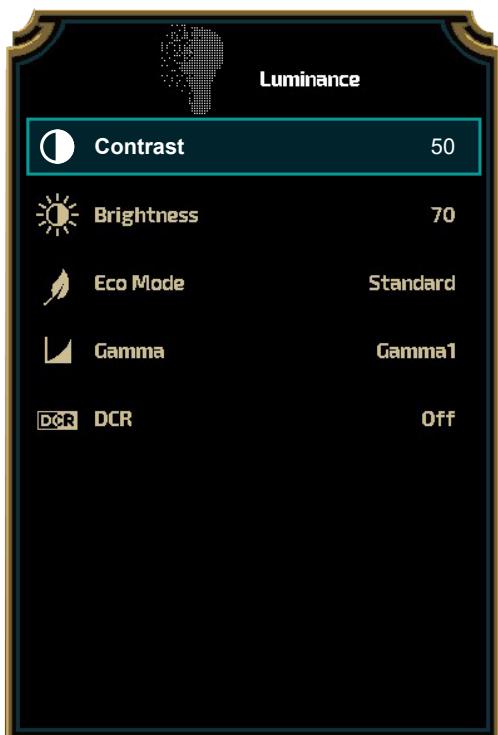 Luminance
Contrast 50
Brightness 70
Eco Mode Standard
Gamma Gamma1
DCR DCR Off